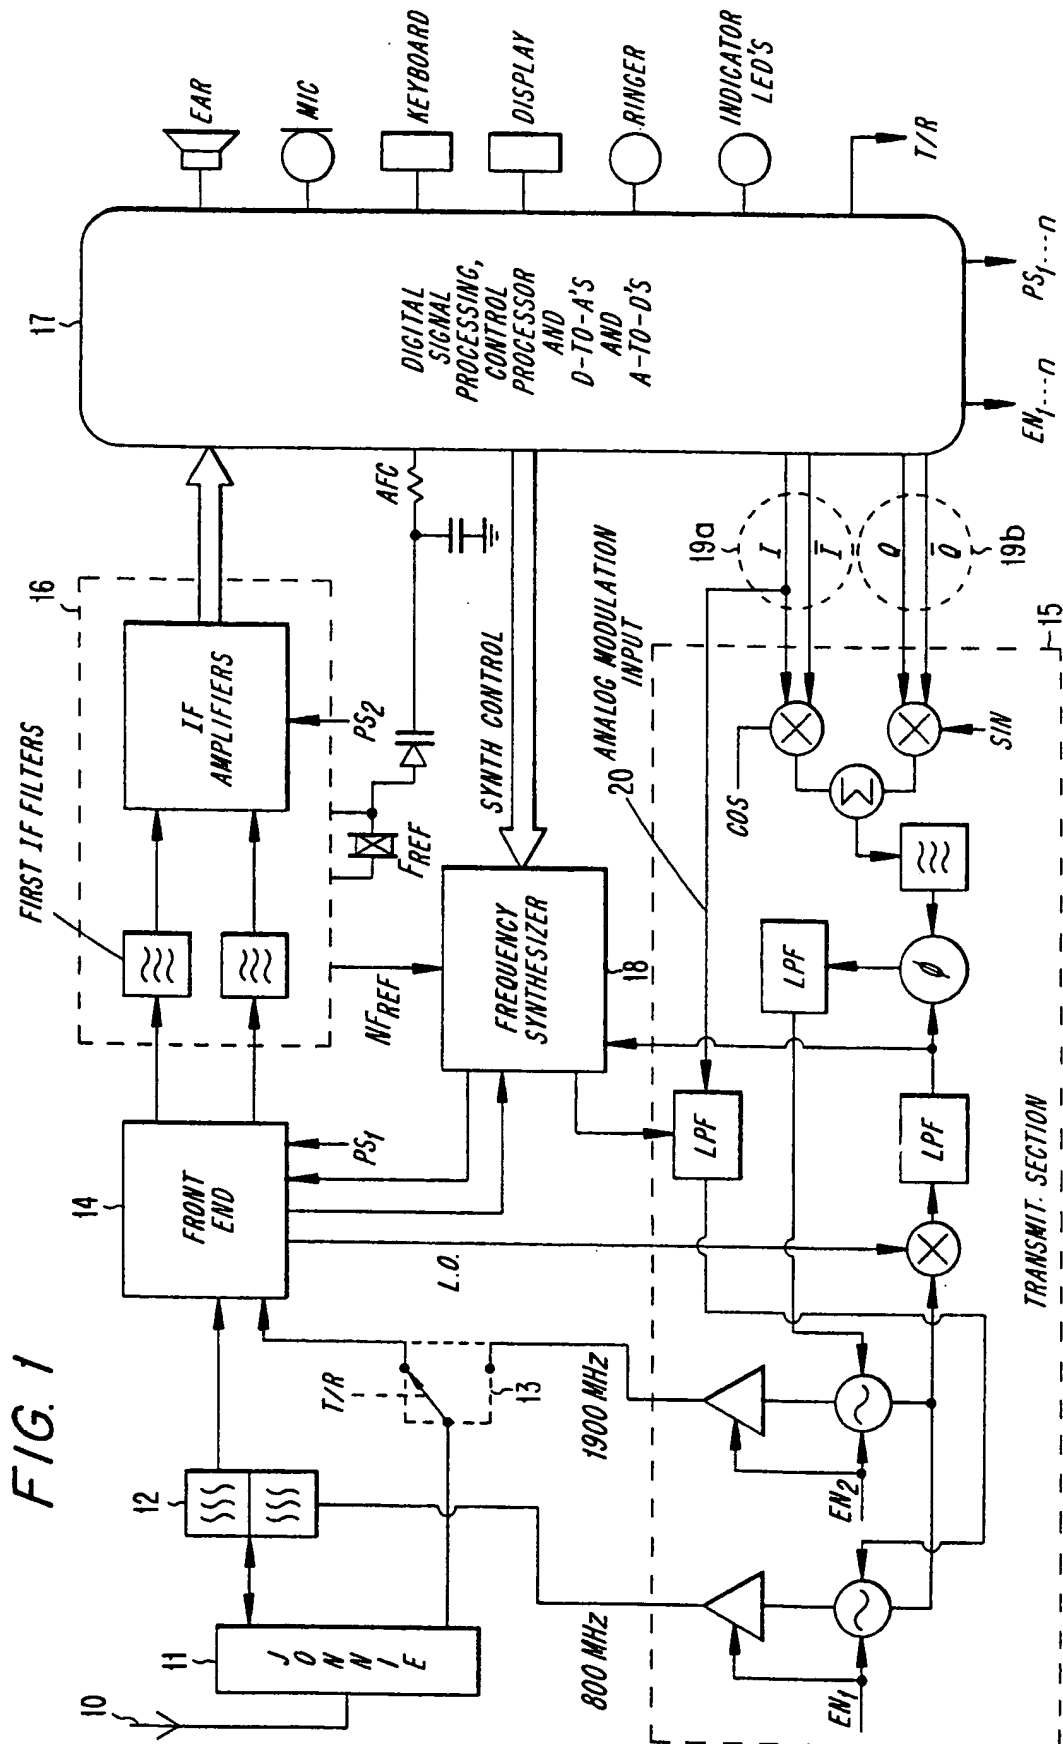 FIG. 1
10
11
JONNIE
12
13
T/R
14
FRONT
END
PS1
L.O.
FIRST IF FILTERS
16
IF
AMPLIFIERS
PS2
FREF
NFREF
AFC
17
DIGITAL
SIGNAL
PROCESSING,
CONTROL
PROCESSOR
AND
D-TO-A'S
AND
A-TO-D'S
EAR
MIC
KEYBOARD
DISPLAY
RINGER
INDICATOR
LED'S
T/R
PS1...n
EN1...n
SYNTH CONTROL
FREQUENCY
SYNTHESIZER
18
ANALOG MODULATION
INPUT
20
19a
I
Ī
Q
Q̄
19b
15
COS
SIN
Σ
ϕ
LPF
LPF
LPF
TRANSMIT. SECTION
800 MHz
1900 MHz
EN1
EN2